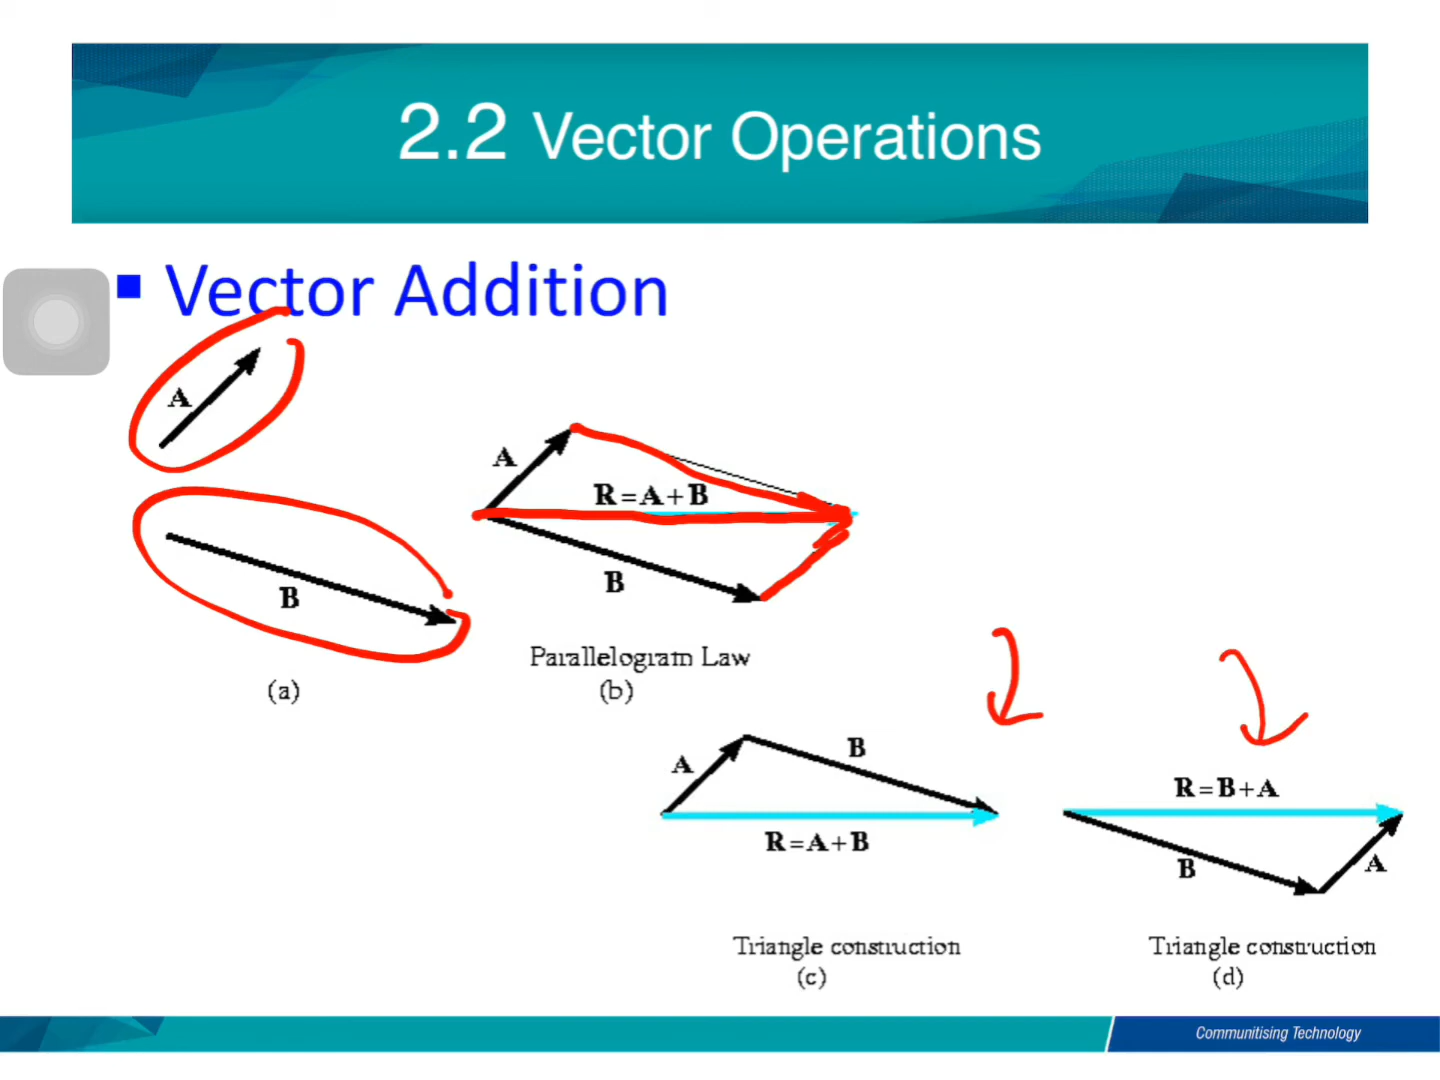 2.2 Vector Operations
▪ Vector Addition
A
B
(a)
A
R=A+B
B
Parallelogram Law
(b)
A
B
R=A+B
Triangle construction
(c)
R=B+A
B
A
Triangle construction
(d)
Communitising Technology